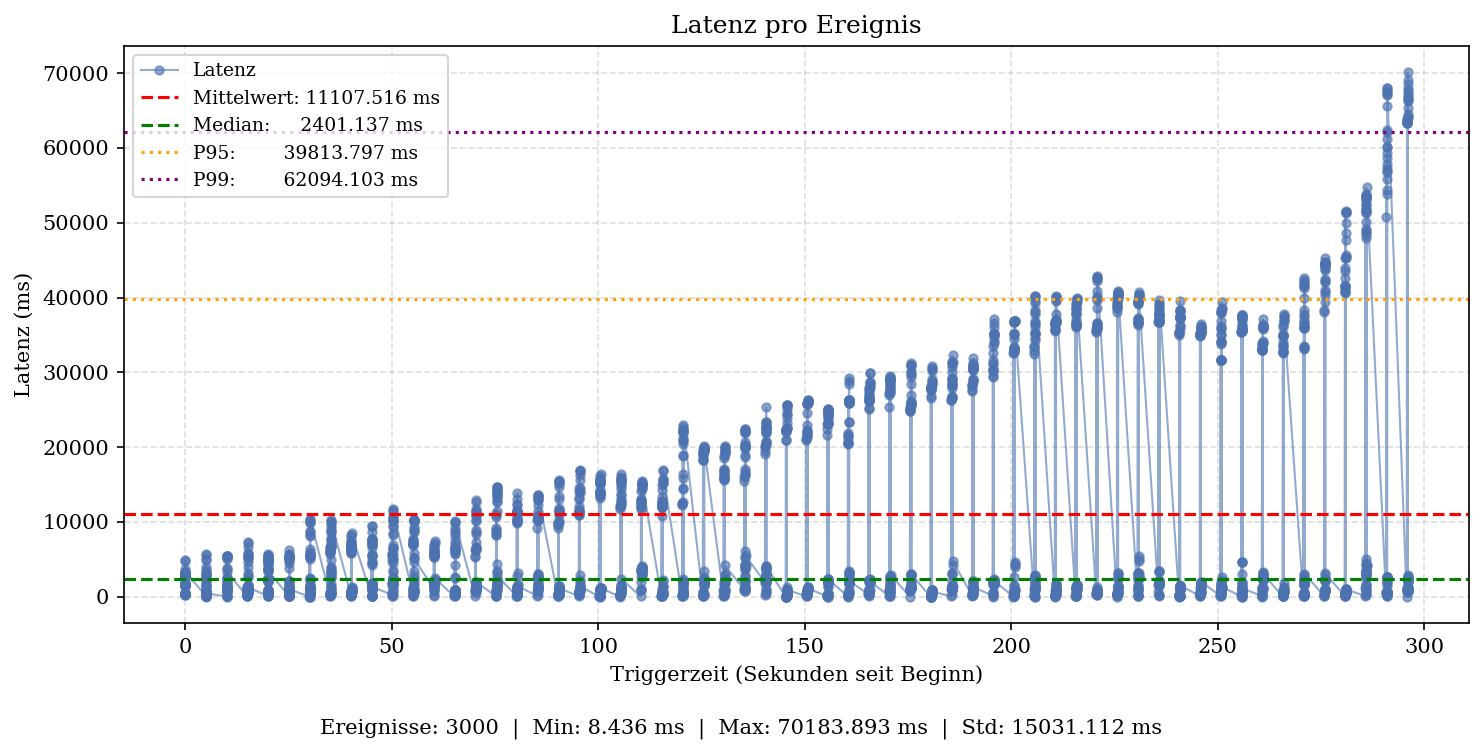 Latenz pro Ereignis
Latenz (ms)
70000
60000
50000
40000
30000
20000
10000
0
Latenz
Mittelwert: 11107.516 ms
Median: 2401.137 ms
P95: 39813.797 ms
P99: 62094.103 ms
0 50 100 150 200 250 300
Triggerzeit (Sekunden seit Beginn)
Ereignisse: 3000 | Min: 8.436 ms | Max: 70183.893 ms | Std: 15031.112 ms